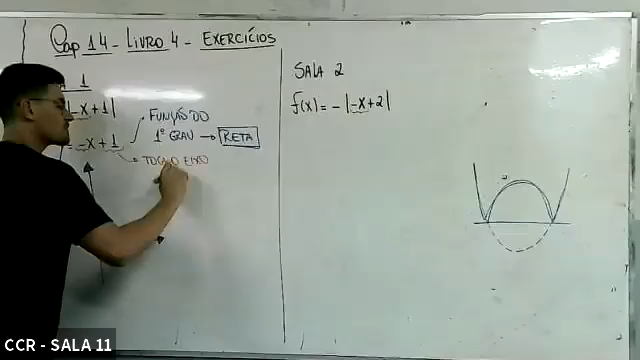 Cap 14 - LIVRO 4 - EXERCÍCIOS
1
|-x+1|
-x+1
FUNÇÃO DO
1º GRAU → RETA
TOCA O EIXO
SALA 2
f(x) = -|-x+2|
CCR - SALA 11